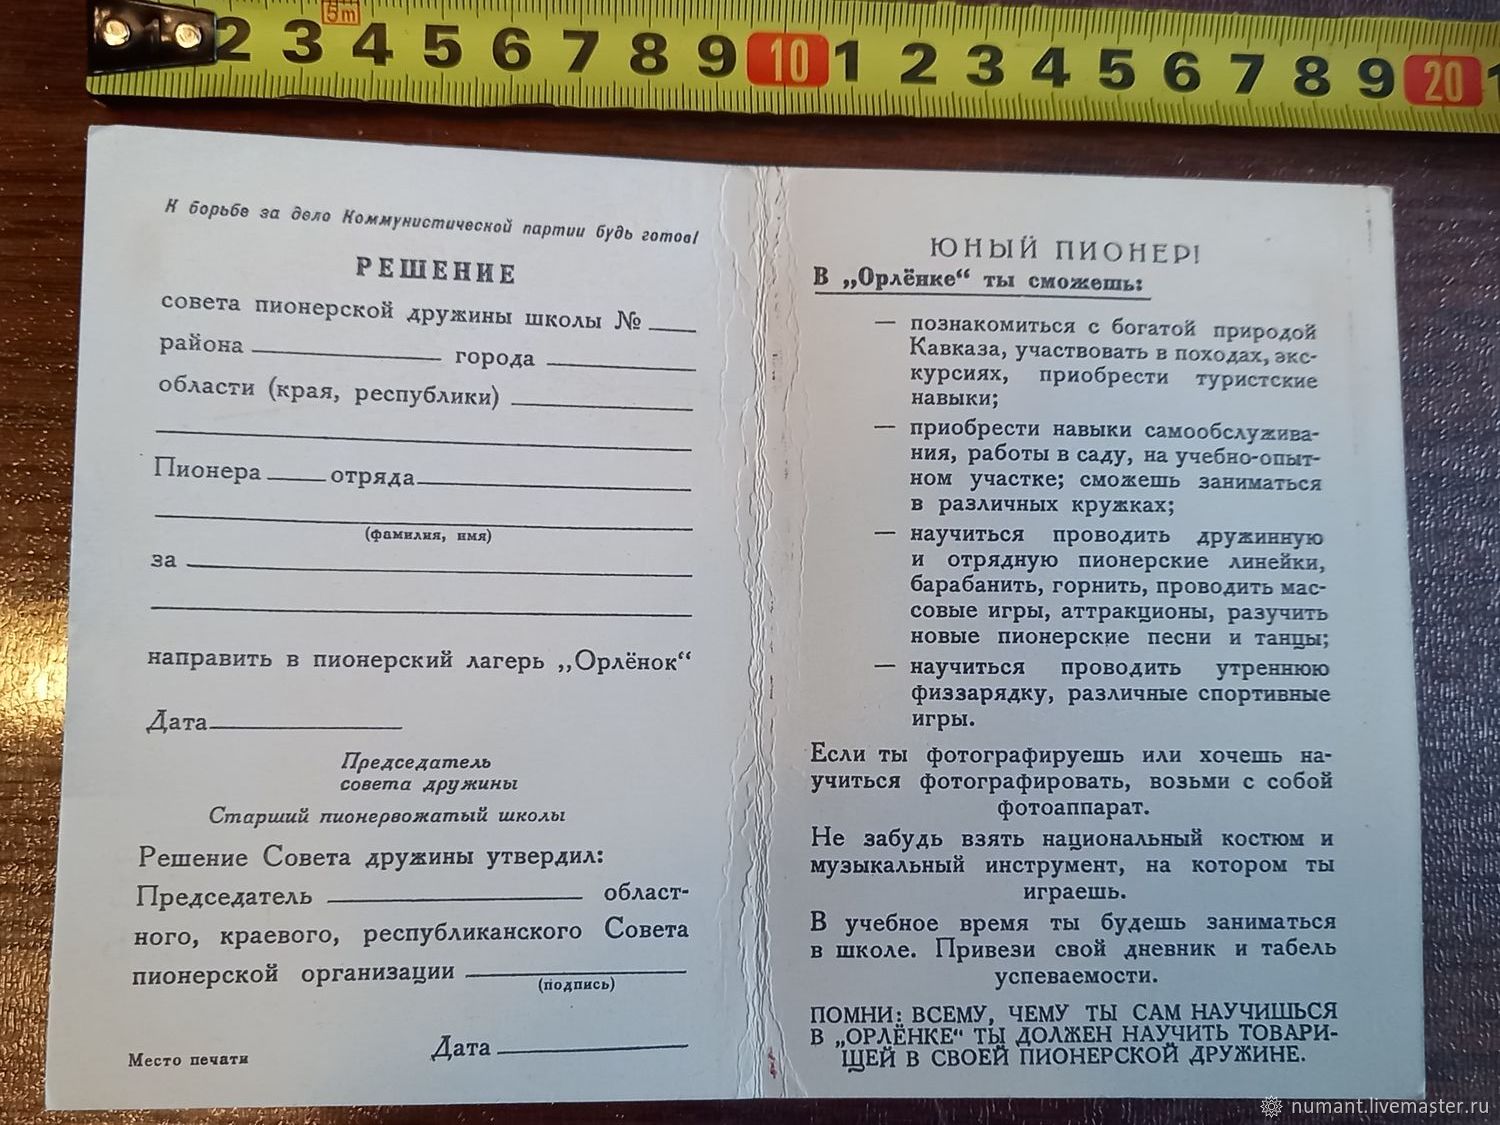 5m
2 3 4 5 6 7 8 9 10 1 2 3 4 5 6 7 8 9 20 1
К борьбе за дело Коммунистической партии будь готов!
РЕШЕНИЕ
совета пионерской дружины школы №
района города
области (края, республики)
Пионера отряда
(фамилия, имя)
за
направить в пионерский лагерь „Орлёнок“
Дата
Председатель
совета дружины
Старший пионервожатый школы
Решение Совета дружины утвердил:
Председатель област-
ного, краевого, республиканского Совета
пионерской организации
(подпись)
Дата
Место печати
ЮНЫЙ ПИОНЕР!
В „Орлёнке“ ты сможешь:
— познакомиться с богатой природой
Кавказа, участвовать в походах, экс-
курсиях, приобрести туристские
навыки;
— приобрести навыки самообслужива-
ния, работы в саду, на учебно-опыт-
ном участке; сможешь заниматься
в различных кружках;
— научиться проводить дружинную
и отрядную пионерские линейки,
барабанить, горнить, проводить мас-
совые игры, аттракционы, разучить
новые пионерские песни и танцы;
— научиться проводить утреннюю
физзарядку, различные спортивные
игры.
Если ты фотографируешь или хочешь на-
учиться фотографировать, возьми с собой
фотоаппарат.
Не забудь взять национальный костюм и
музыкальный инструмент, на котором ты
играешь.
В учебное время ты будешь заниматься
в школе. Привези свой дневник и табель
успеваемости.
ПОМНИ: ВСЕМУ, ЧЕМУ ТЫ САМ НАУЧИШЬСЯ
В „ОРЛЁНКЕ“ ТЫ ДОЛЖЕН НАУЧИТЬ ТОВАРИ-
ЩЕЙ В СВОЕЙ ПИОНЕРСКОЙ ДРУЖИНЕ.
numant.livemaster.ru